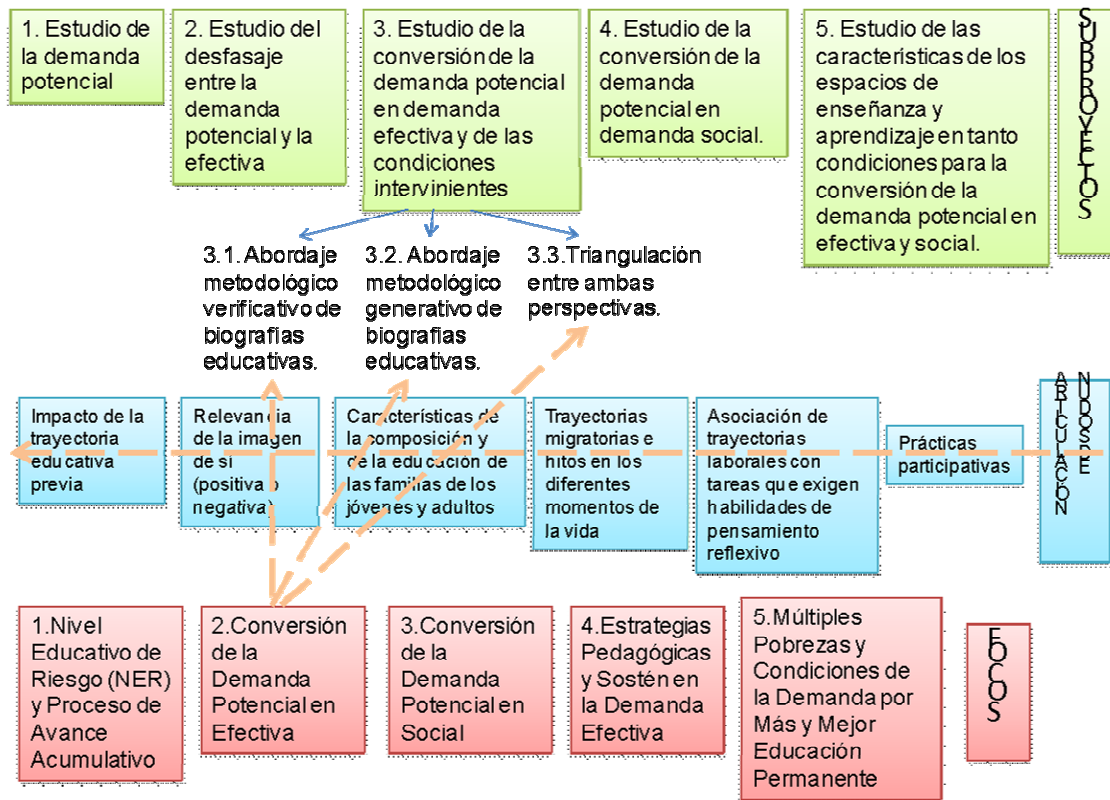 1. Estudio de
la demanda
potencial
2. Estudio del
desfasaje
entre la
demanda
potencial y la
efectiva
3. Estudio de la
conversión de la
demanda potencial
en demanda
efectiva y de las
condiciones
intervinientes
4. Estudio de la
conversión de la
demanda
potencial en
demanda social.
5. Estudio de las
características de los
espacios de
enseñanza y
aprendizaje en tanto
condiciones para la
conversión de la
demanda potencial en
efectiva y social.
SUBPROYECTOS
3.1. Abordaje
metodológico
verificativo de
biografías
educativas.
3.2. Abordaje
metodológico
generativo de
biografías
educativas.
3.3.Triangulación
entre ambas
perspectivas.
Impacto de la
trayectoria
educativa
previa
Relevancia
de la imagen
de sí
(positiva o
negativa)
Características de
la composición y
de la educación de
las familias de los
jóvenes y adultos
Trayectorias
migratorias e
hitos en los
diferentes
momentos de
la vida
Asociación de
trayectorias
laborales con
tareas que exigen
habilidades de
pensamiento
reflexivo
Prácticas
participativas
NUDOS DE
ARTICULACIÓN
1.Nivel
Educativo de
Riesgo (NER)
y Proceso de
Avance
Acumulativo
2.Conversión
de la
Demanda
Potencial en
Efectiva
3.Conversión
de la
Demanda
Potencial en
Social
4.Estrategias
Pedagógicas
y Sostén en
la Demanda
Efectiva
5.Múltiples
Pobrezas y
Condiciones de
la Demanda por
Más y Mejor
Educación
Permanente
FOCOS